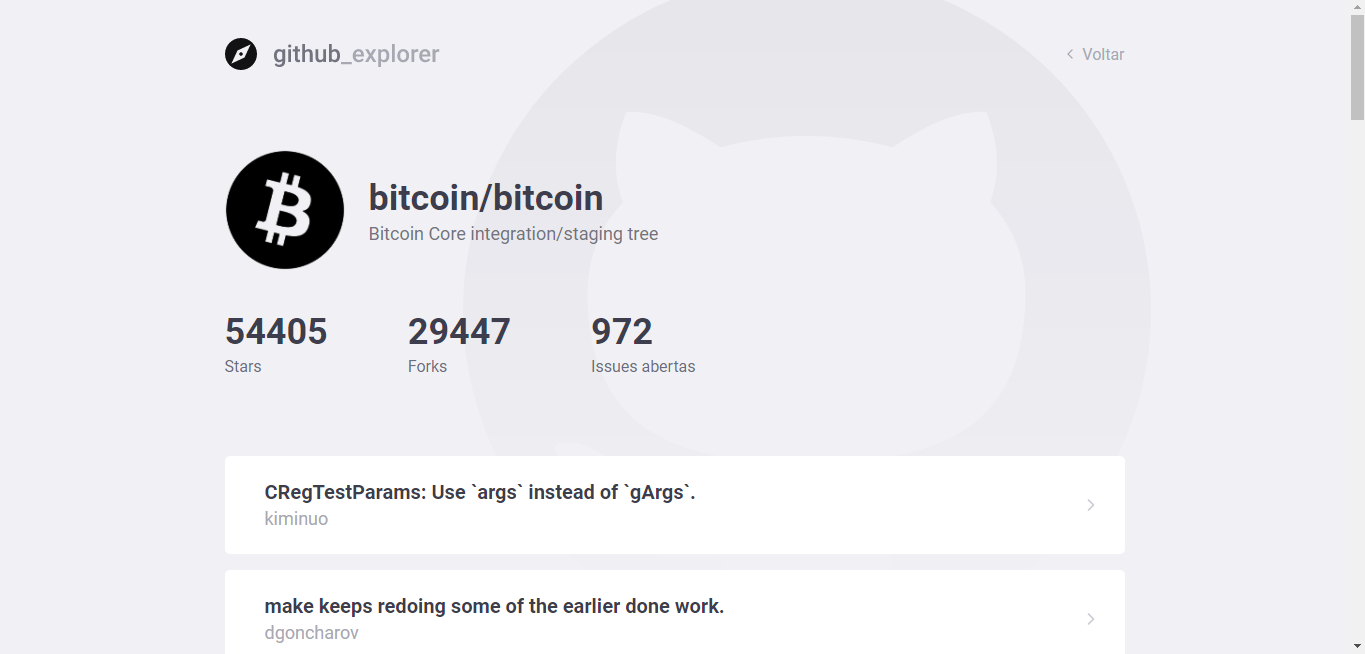 github_explorer
Voltar
bitcoin/bitcoin
Bitcoin Core integration/staging tree
54405 29447 972
Stars Forks Issues abertas
CRegTestParams: Use `args` instead of `gArgs`.
kiminuo
make keeps redoing some of the earlier done work.
dgoncharov